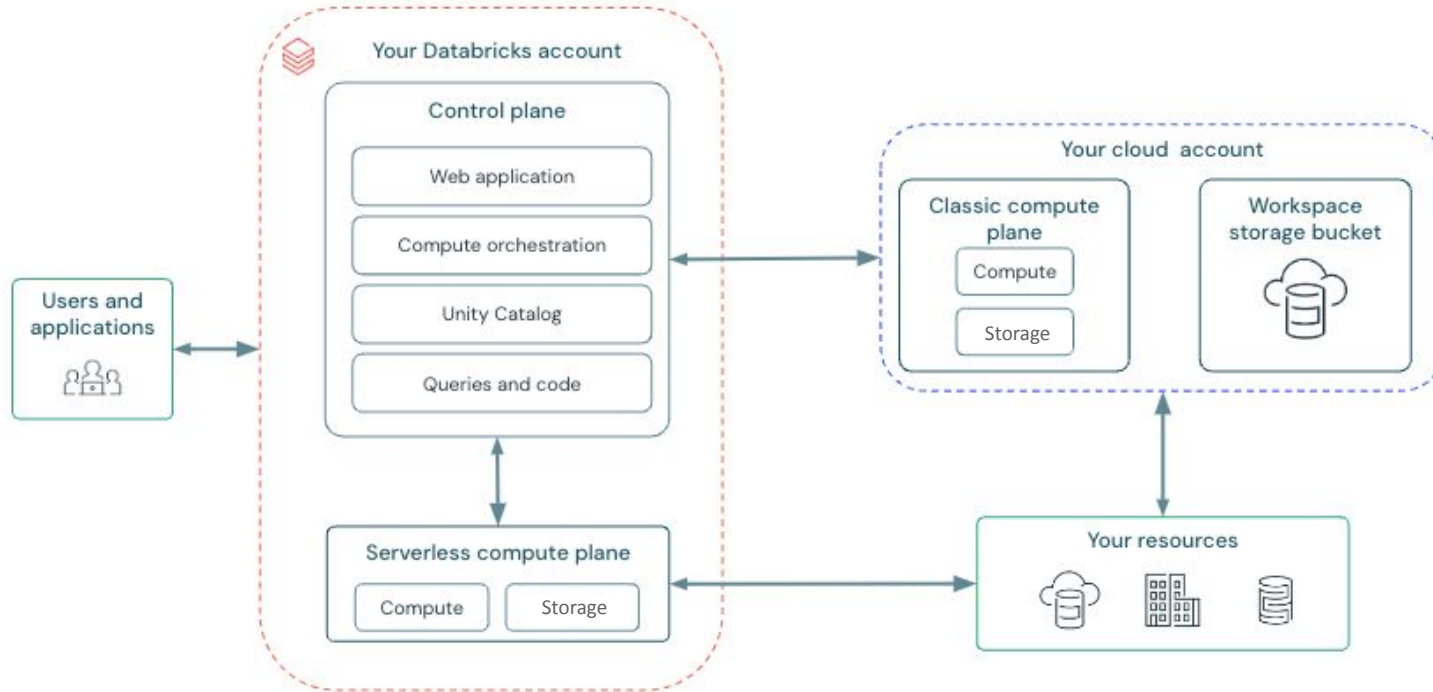 Your Databricks account
Control plane
Web application
Compute orchestration
Unity Catalog
Queries and code
Users and
applications
Serverless compute plane
Compute
Storage
Your cloud account
Classic compute
plane
Compute
Storage
Workspace
storage bucket
Your resources